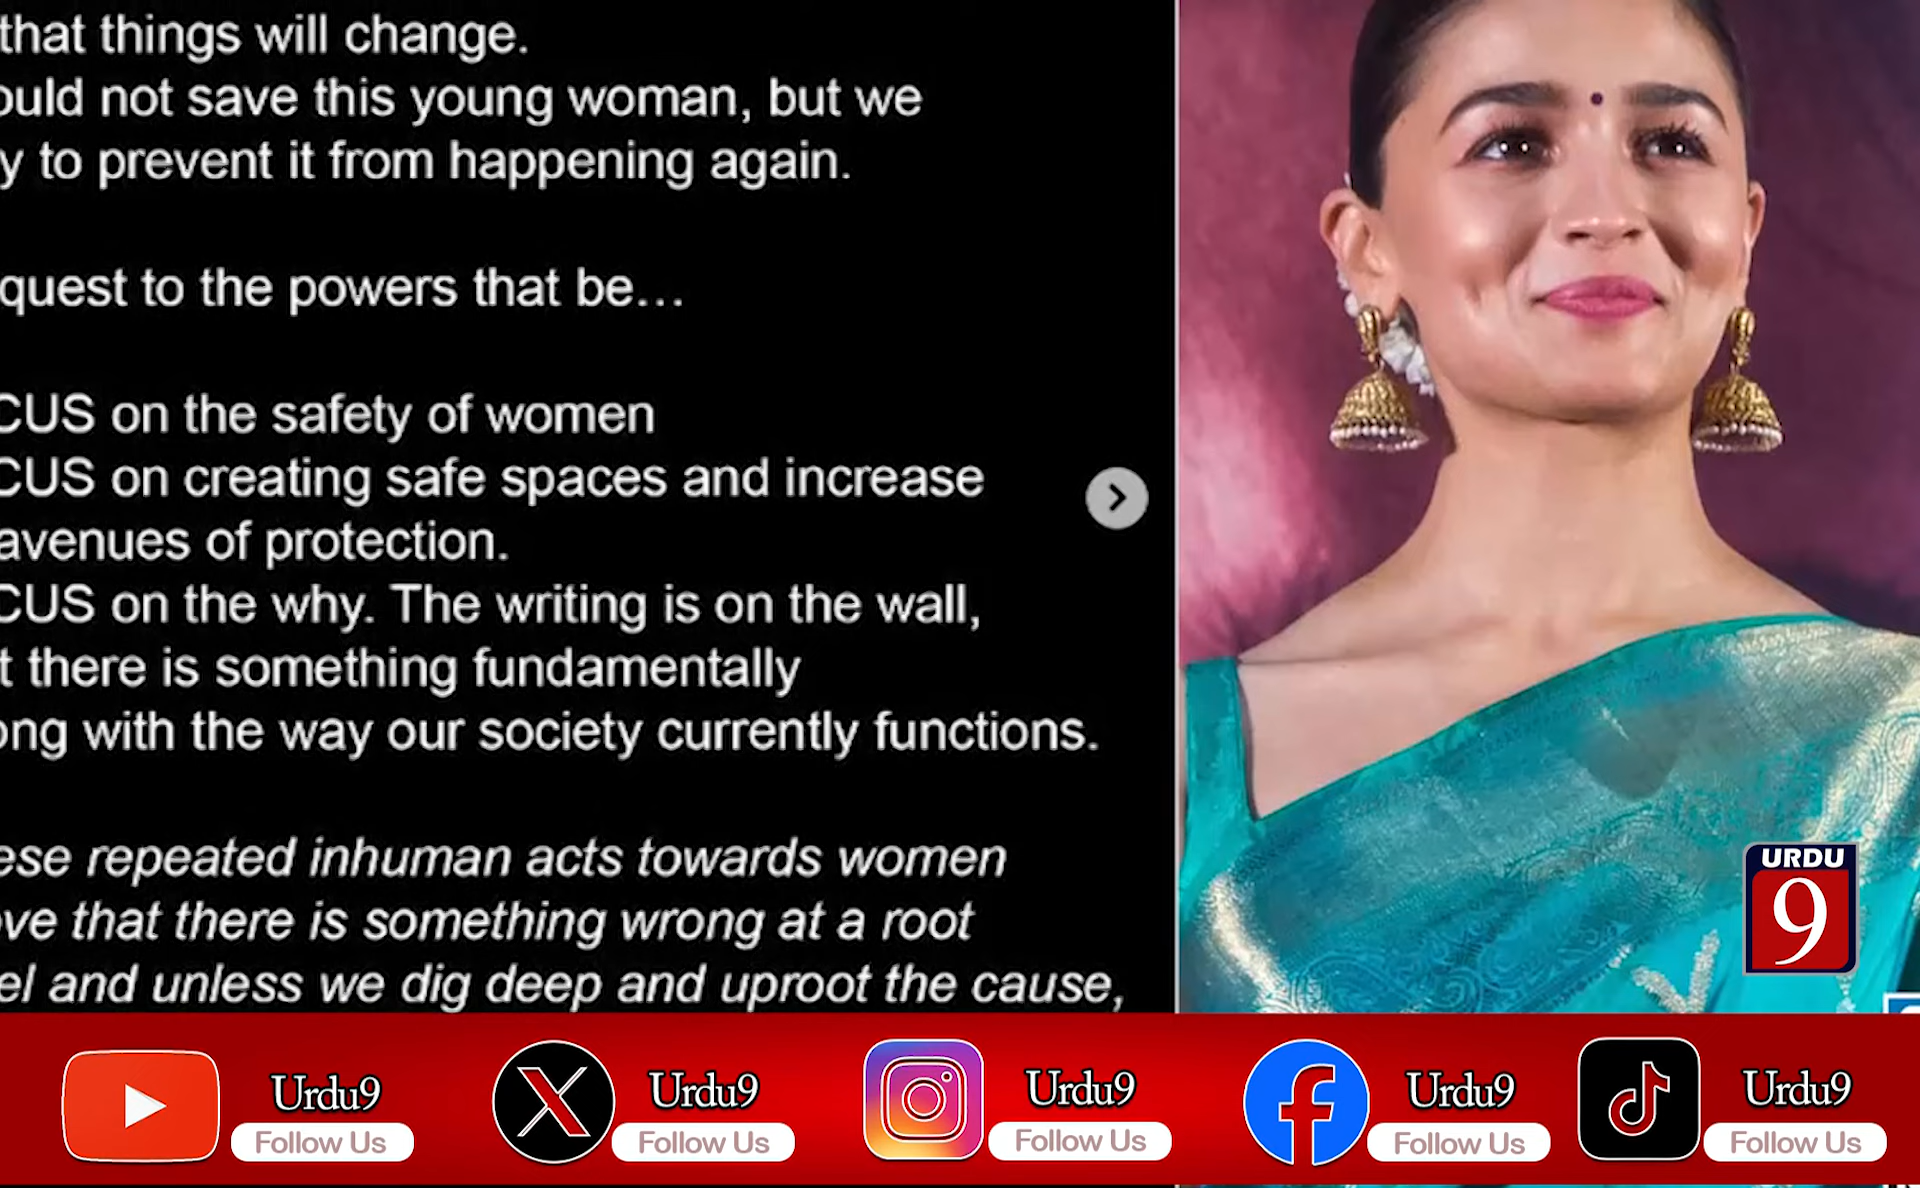 that things will change.
ould not save this young woman, but we
y to prevent it from happening again.
quest to the powers that be...
CUS on the safety of women
CUS on creating safe spaces and increase
avenues of protection.
CUS on the why. The writing is on the wall,
t there is something fundamentally
ong with the way our society currently functions.
ese repeated inhuman acts towards women
ove that there is something wrong at a root
el and unless we dig deep and uproot the cause,
URDU
9
Urdu9
Follow Us
Urdu9
Follow Us
Urdu9
Follow Us
Urdu9
Follow Us
Urdu9
Follow Us